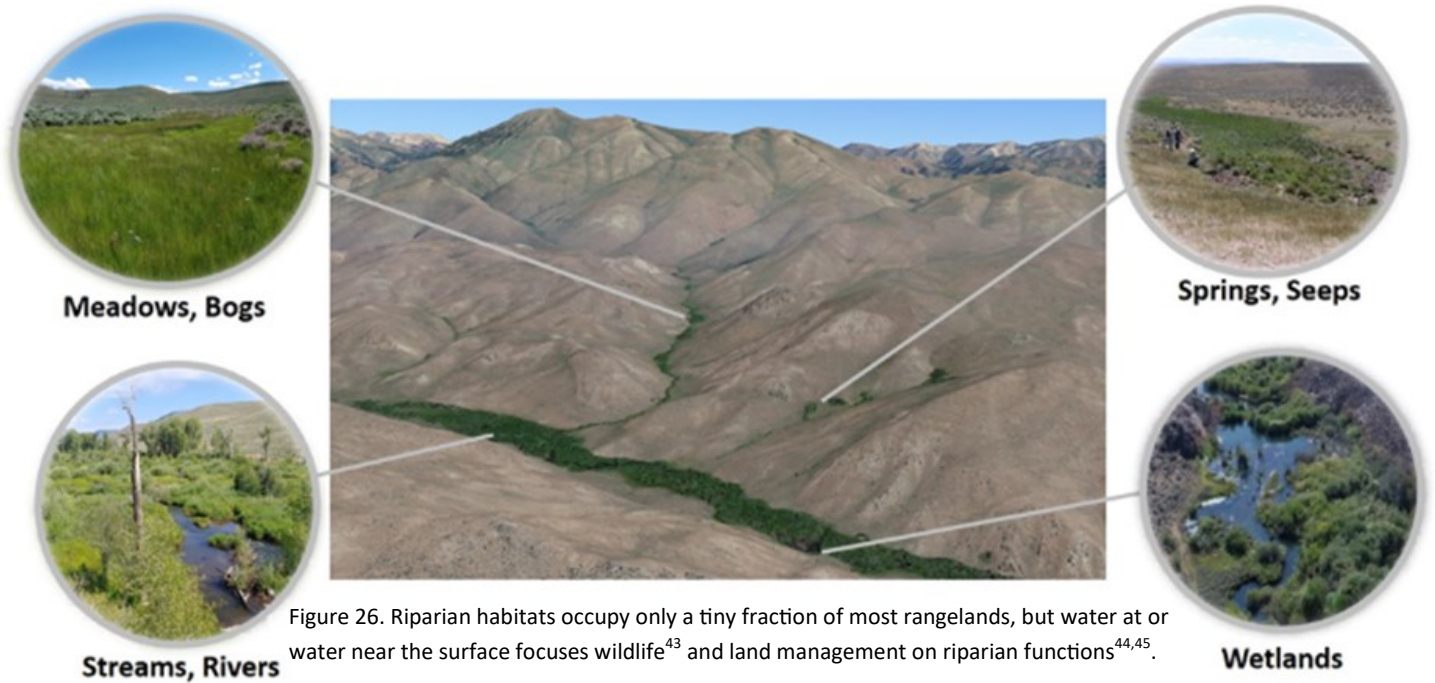 Meadows, Bogs
Springs, Seeps
Streams, Rivers
Wetlands
Figure 26. Riparian habitats occupy only a tiny fraction of most rangelands, but water at or
water near the surface focuses wildlife43 and land management on riparian functions44,45.